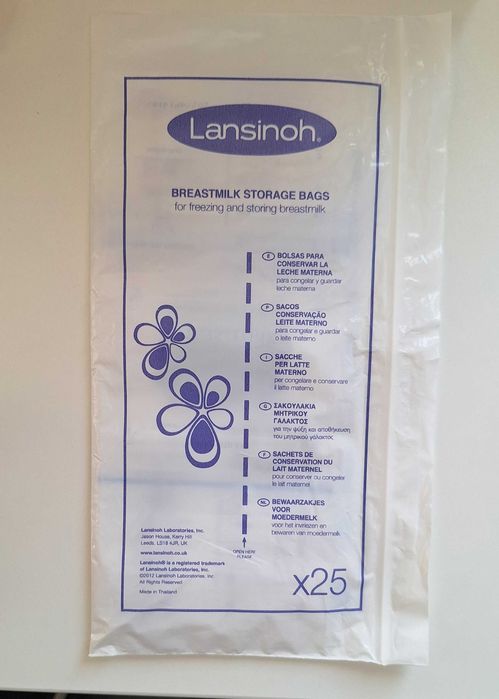 Lansinoh®
BREASTMILK STORAGE BAGS
for freezing and storing breastmilk
E BOLSAS PARA
CONSERVAR LA
LECHE MATERNA
para congelar y guardar
leche materna
P SACOS
CONSERVAÇÃO
LEITE MATERNO
para congelar e guardar
o leite materno
I SACCHE
PER LATTE
MATERNO
per congelare e conservare
il latte materno
G ΣΑΚΟΥΛΑΚΙΑ
ΜΗΤΡΙΚΟΥ
ΓΑΛΑΚΤΟΣ
για την ψύξη και αποθήκευση
του μητρικού γάλακτος
F SACHETS DE
CONSERVATION DU
LAIT MATERNEL
pour conserver ou congeler
le lait maternel
NL BEWAARZAKJES
VOOR
MOEDERMELK
voor het invriezen en
bewaren van moedermelk
OPEN HERE
PLEASE
Lansinoh Laboratories, Inc.
Jason House, Kerry Hill
Leeds, LS18 4JR, UK
www.lansinoh.co.uk
Lansinoh® is a registered trademark
of Lansinoh Laboratories, Inc.
©2012 Lansinoh Laboratories, Inc.
All Rights Reserved
Made in Thailand
x25